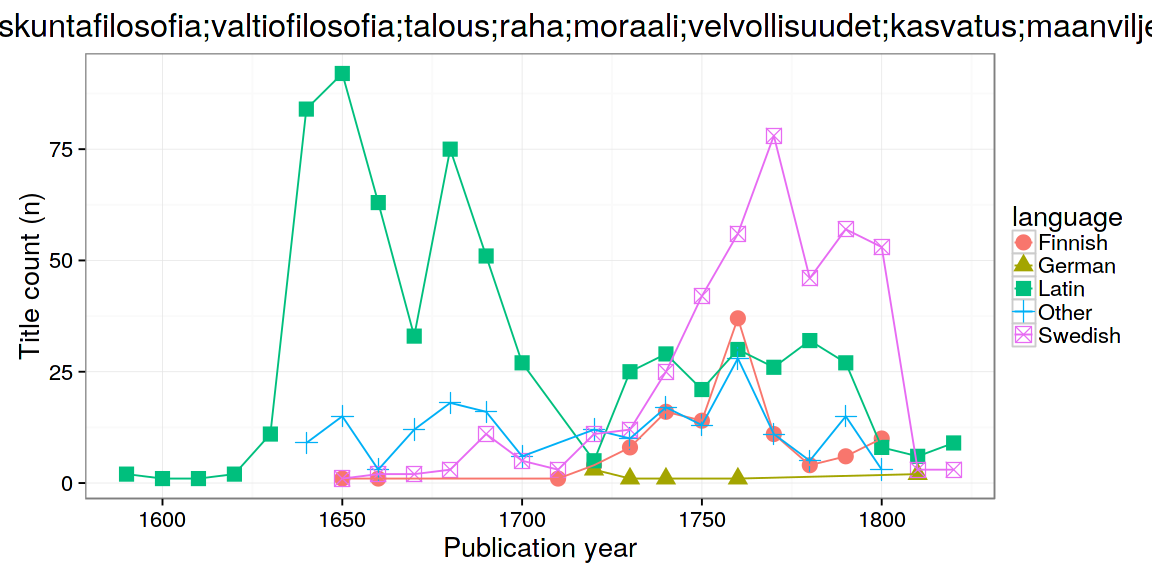 skuntafilosofia;valtiofilosofia;talous;raha;moraali;velvollisuudet;kasvatus;maanvilje
75
50
25
0
Title count (n)
1600
1650
1700
1750
1800
Publication year
language
Finnish
German
Latin
Other
Swedish